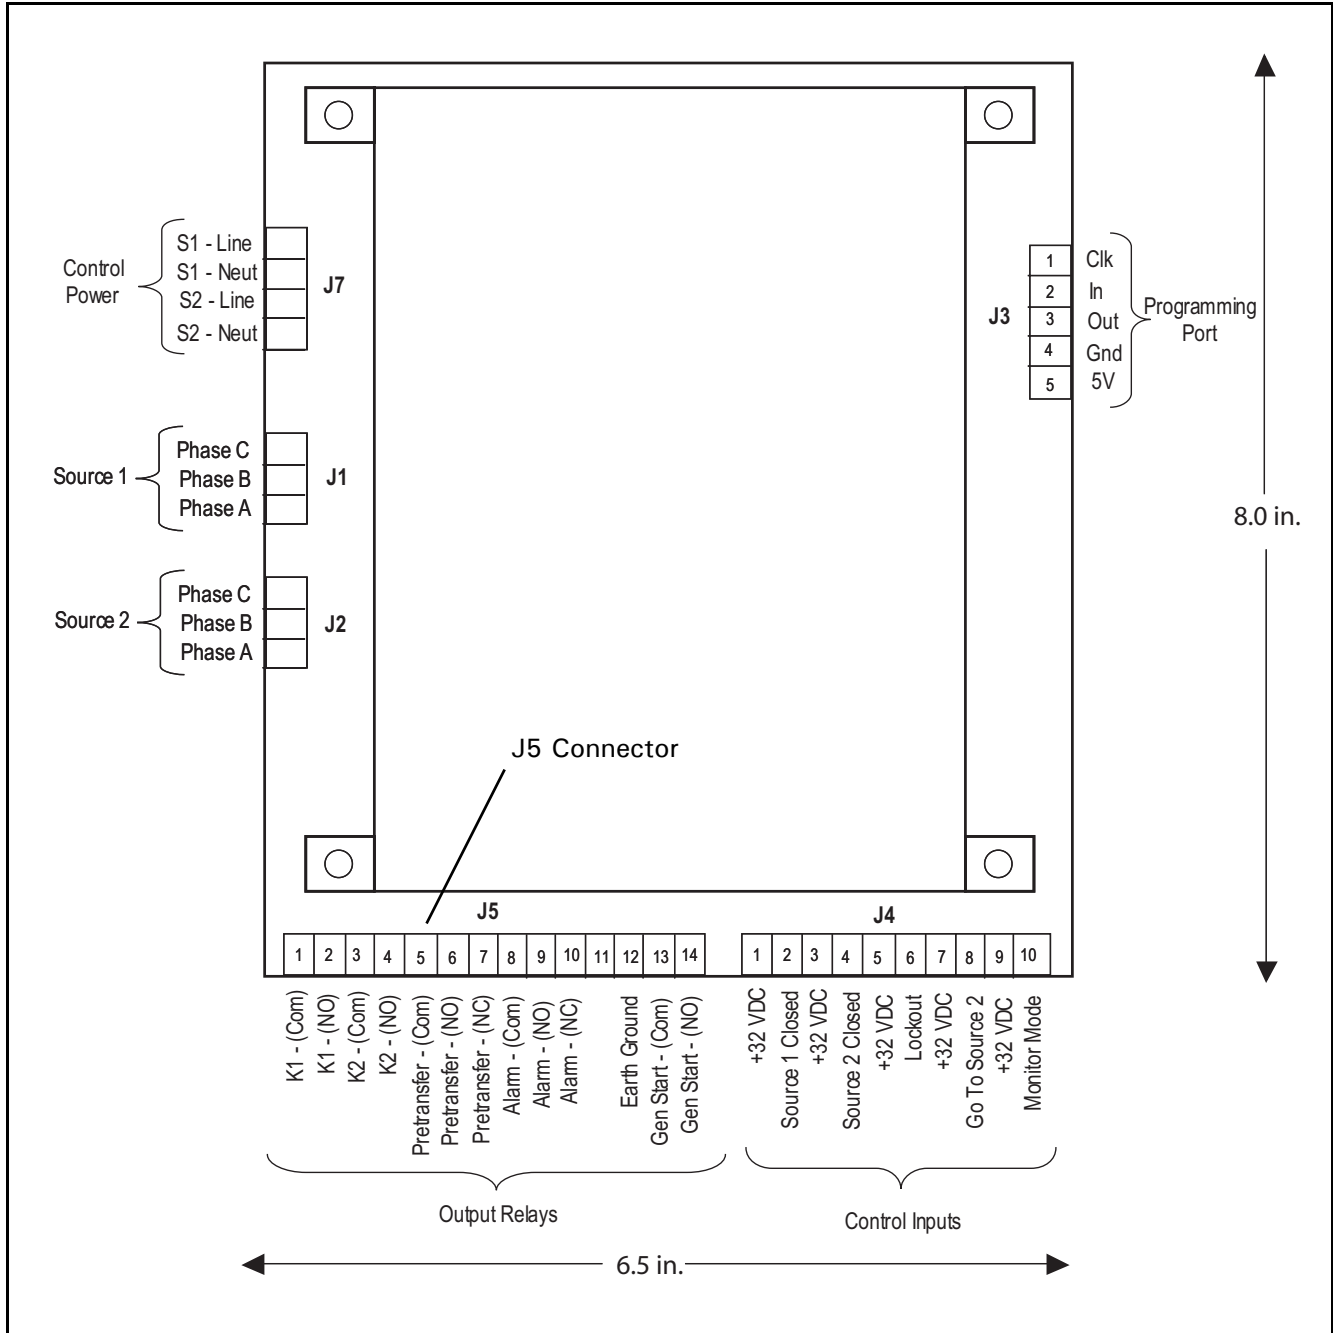 S1 - Line
S1 - Neut
S2 - Line
S2 - Neut
Control
Power
J7
1 Clk
2 In
3 Out
4 Gnd
5 5V
J3
Programming
Port
Phase C
Phase B
Phase A
Source 1
J1
8.0 in.
Phase C
Phase B
Phase A
Source 2
J2
J5 Connector
J5
J4
1 2 3 4 5 6 7 8 9 10 11 12 13 14
1 2 3 4 5 6 7 8 9 10
K1 - (Com)
K1 - (NO)
K2 - (Com)
K2 - (NO)
Pretransfer - (Com)
Pretransfer - (NO)
Pretransfer - (NC)
Alarm - (Com)
Alarm - (NO)
Alarm - (NC)
Earth Ground
Gen Start - (Com)
Gen Start - (NO)
+32 VDC
Source 1 Closed
+32 VDC
Source 2 Closed
+32 VDC
Lockout
+32 VDC
Go To Source 2
+32 VDC
Monitor Mode
Output Relays
Control Inputs
6.5 in.